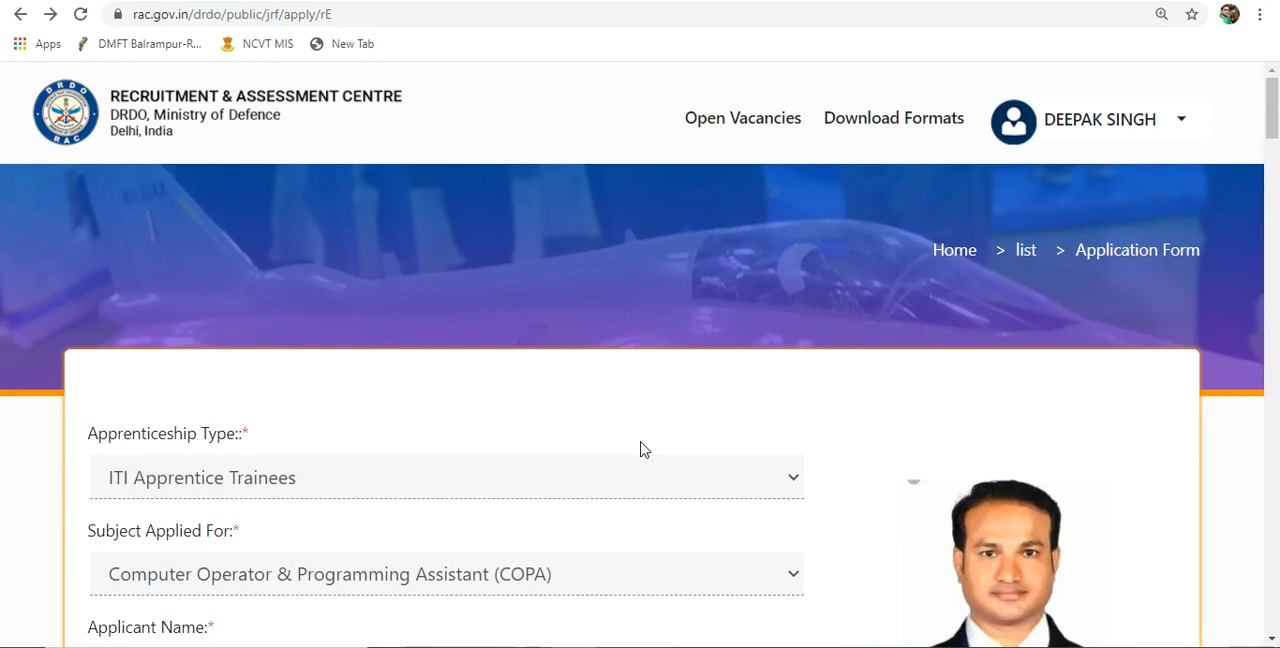 rac.gov.in/drdo/public/jrf/apply/rE
Apps DMFT Balrampur-R... NCVT MIS New Tab
DRDO
RAC
RECRUITMENT & ASSESSMENT CENTRE
DRDO, Ministry of Defence
Delhi, India
Open Vacancies Download Formats DEEPAK SINGH
Home > list > Application Form
Apprenticeship Type::*
ITI Apprentice Trainees
Subject Applied For:*
Computer Operator & Programming Assistant (COPA)
Applicant Name:*